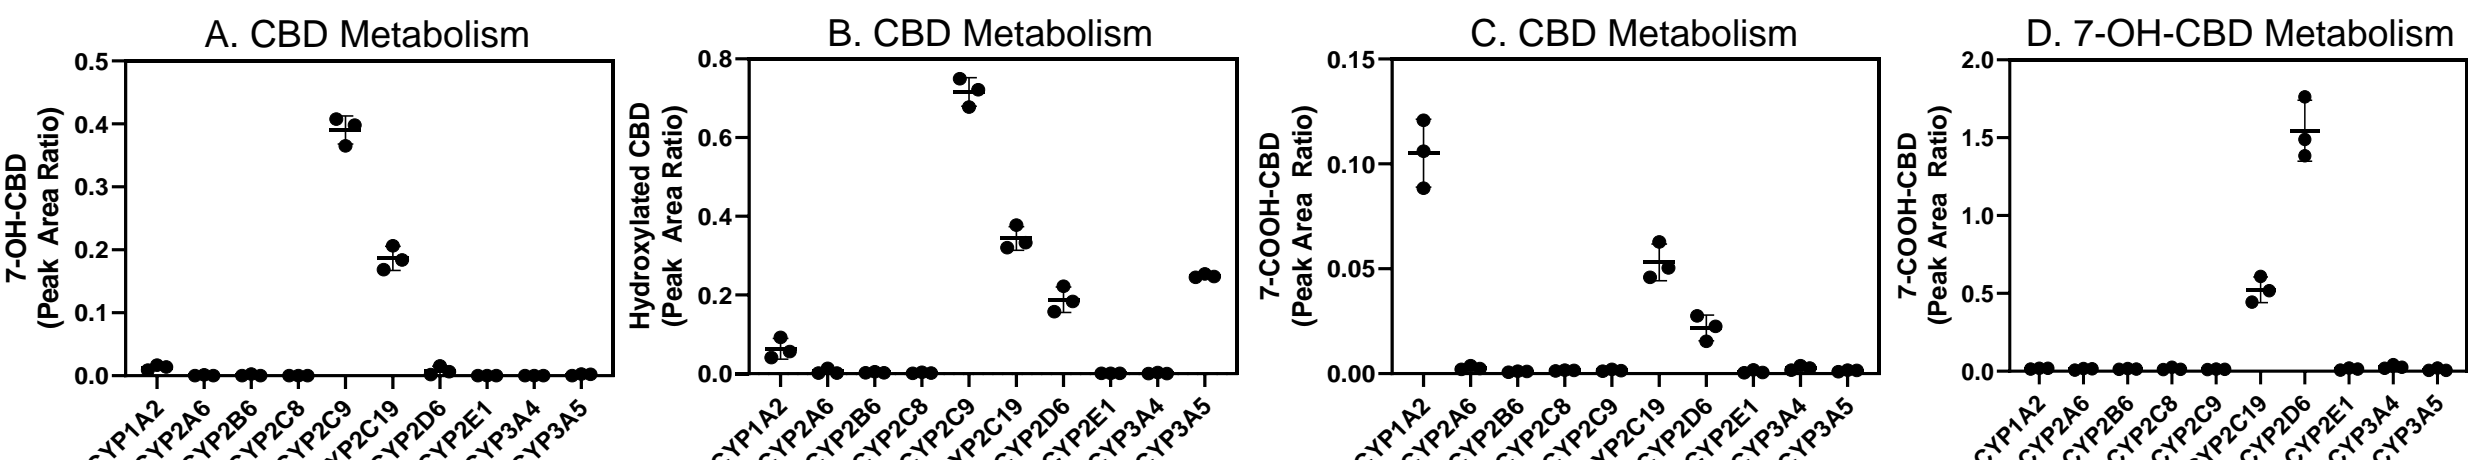 A. CBD Metabolism
7-OH-CBD
(Peak Area Ratio)
0.5
0.4
0.3
0.2
0.1
0.0
CYP1A2
CYP2A6
CYP2B6
CYP2C8
CYP2C9
YP2C19
CYP2D6
CYP2E1
CYP3A4
CYP3A5
B. CBD Metabolism
Hydroxylated CBD
(Peak Area Ratio)
0.8
0.6
0.4
0.2
0.0
CYP1A2
CYP2A6
CYP2B6
CYP2C8
CYP2C9
YP2C19
CYP2D6
CYP2E1
CYP3A4
CYP3A5
C. CBD Metabolism
7-COOH-CBD
(Peak Area Ratio)
0.15
0.10
0.05
0.00
CYP1A2
CYP2A6
CYP2B6
CYP2C8
CYP2C9
YP2C19
CYP2D6
CYP2E1
CYP3A4
CYP3A5
D. 7-OH-CBD Metabolism
7-COOH-CBD
(Peak Area Ratio)
2.0
1.5
1.0
0.5
0.0
CYP1A2
CYP2A6
CYP2B6
CYP2C8
CYP2C9
YP2C19
CYP2D6
CYP2E1
CYP3A4
CYP3A5